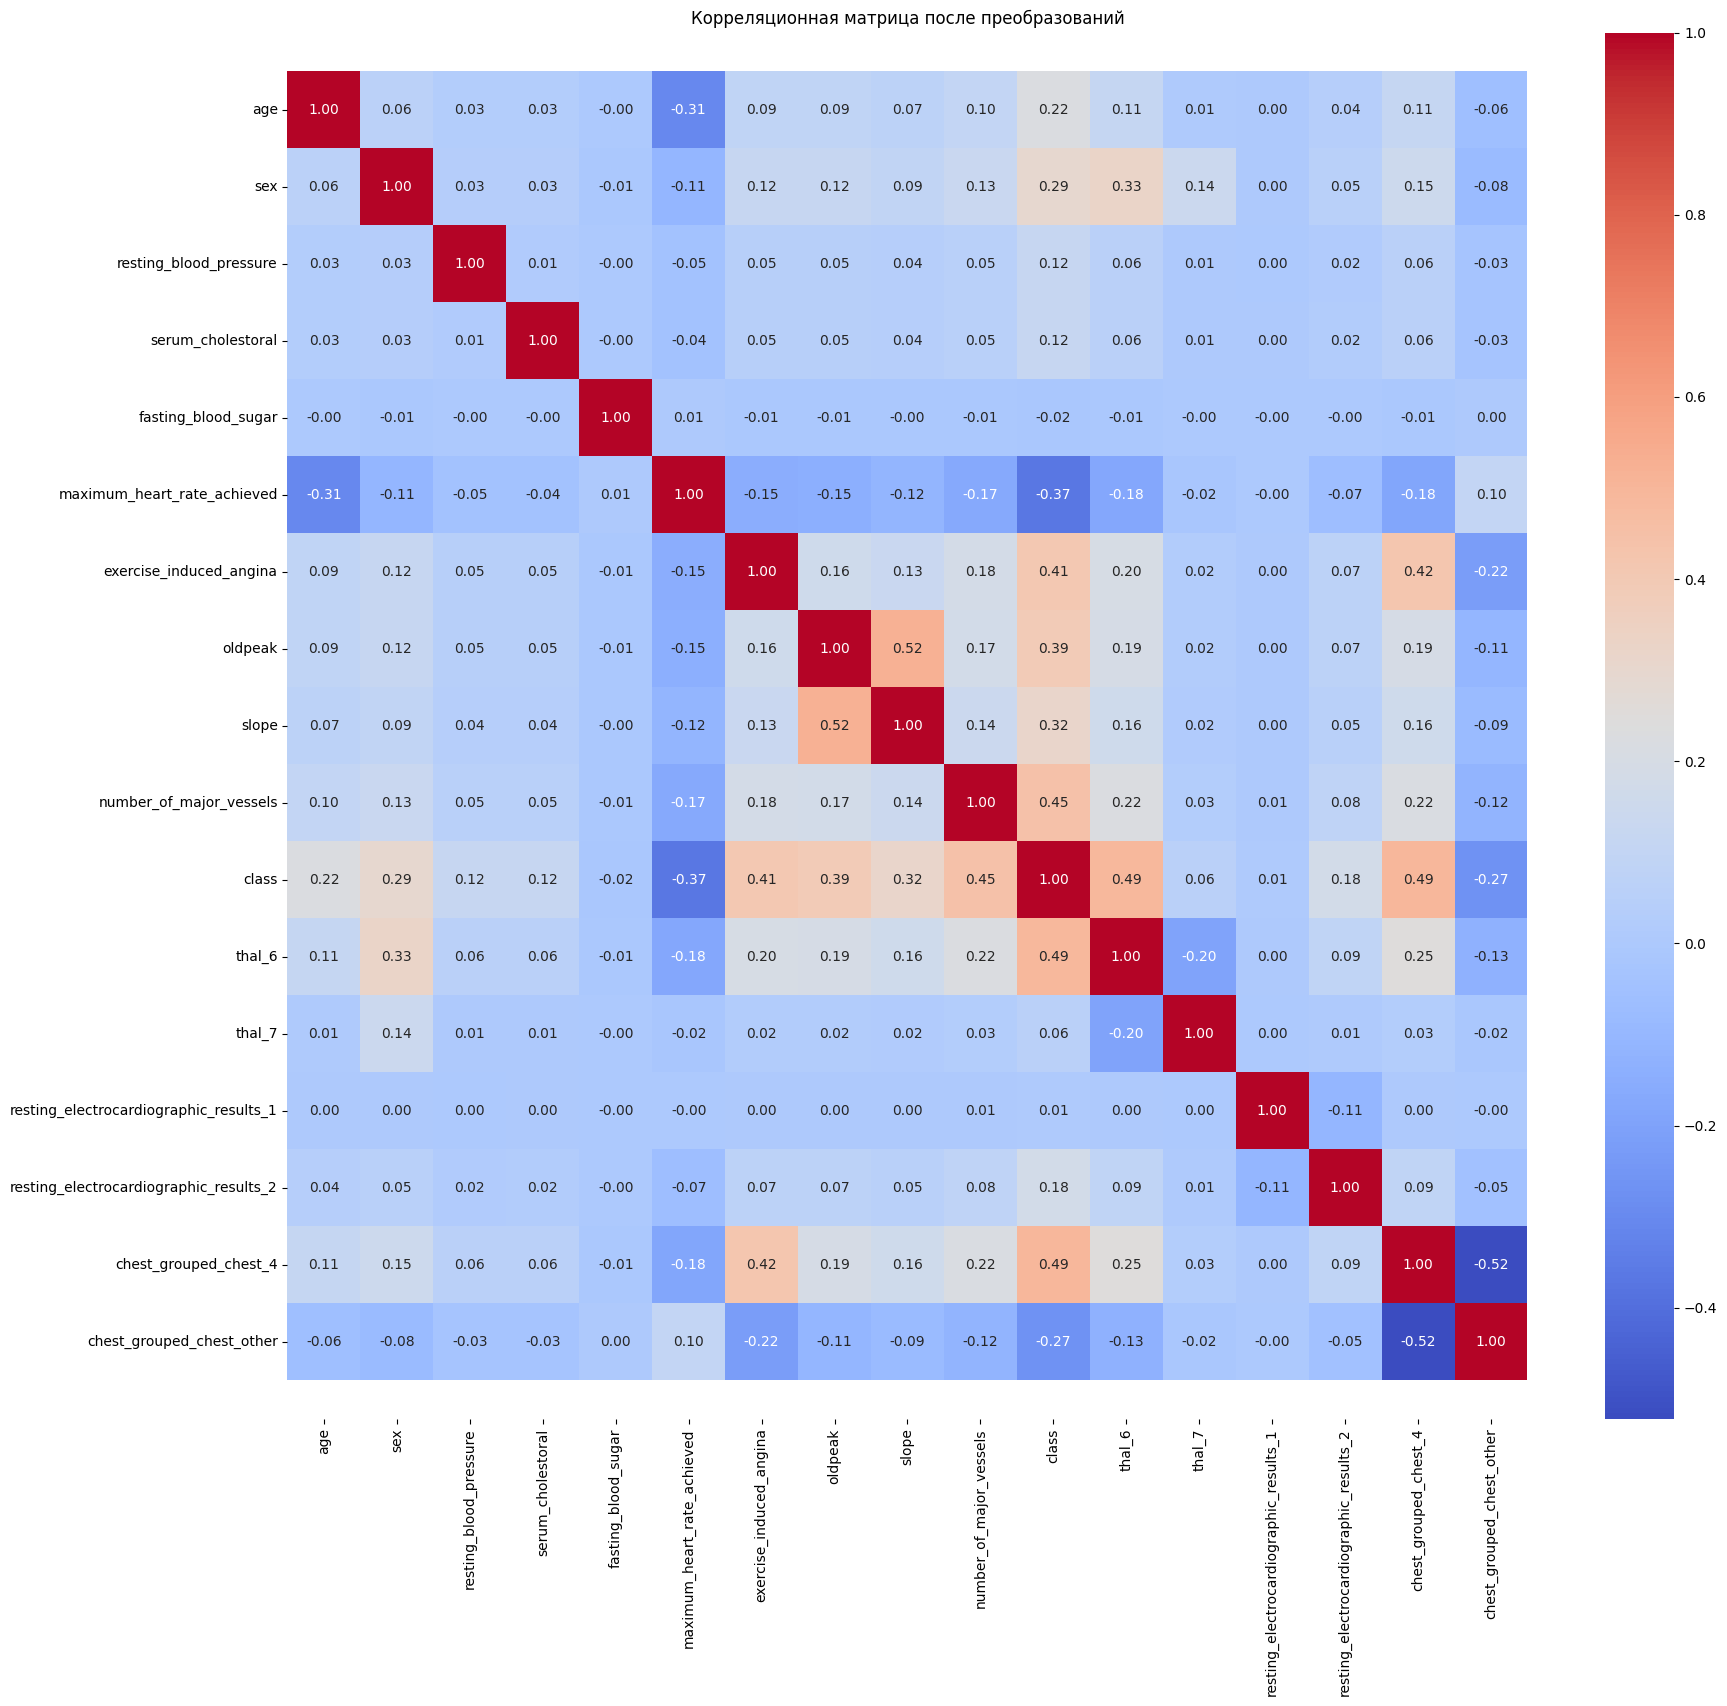 Корреляционная матрица после преобразований
age 1.00 0.06 0.03 0.03 -0.00 -0.31 0.09 0.09 0.07 0.10 0.22 0.11 0.01 0.00 0.04 0.11 -0.06
sex 0.06 1.00 0.03 0.03 -0.01 -0.11 0.12 0.12 0.09 0.13 0.29 0.33 0.14 0.00 0.05 0.15 -0.08
resting_blood_pressure 0.03 0.03 1.00 0.01 -0.00 -0.05 0.05 0.05 0.04 0.05 0.12 0.06 0.01 0.00 0.02 0.06 -0.03
serum_cholestoral 0.03 0.03 0.01 1.00 -0.00 -0.04 0.05 0.05 0.04 0.05 0.12 0.06 0.01 0.00 0.02 0.06 -0.03
fasting_blood_sugar -0.00 -0.01 -0.00 -0.00 1.00 0.01 -0.01 -0.01 -0.00 -0.01 -0.02 -0.01 -0.00 -0.00 -0.00 -0.01 0.00
maximum_heart_rate_achieved -0.31 -0.11 -0.05 -0.04 0.01 1.00 -0.15 -0.15 -0.12 -0.17 -0.37 -0.18 -0.02 -0.00 -0.07 -0.18 0.10
exercise_induced_angina 0.09 0.12 0.05 0.05 -0.01 -0.15 1.00 0.16 0.13 0.18 0.41 0.20 0.02 0.00 0.07 0.42 -0.22
oldpeak 0.09 0.12 0.05 0.05 -0.01 -0.15 0.16 1.00 0.52 0.17 0.39 0.19 0.02 0.00 0.07 0.19 -0.11
slope 0.07 0.09 0.04 0.04 -0.00 -0.12 0.13 0.52 1.00 0.14 0.32 0.16 0.02 0.00 0.05 0.16 -0.09
number_of_major_vessels 0.10 0.13 0.05 0.05 -0.01 -0.17 0.18 0.17 0.14 1.00 0.45 0.22 0.03 0.01 0.08 0.22 -0.12
class 0.22 0.29 0.12 0.12 -0.02 -0.37 0.41 0.39 0.32 0.45 1.00 0.49 0.06 0.01 0.18 0.49 -0.27
thal_6 0.11 0.33 0.06 0.06 -0.01 -0.18 0.20 0.19 0.16 0.22 0.49 1.00 -0.20 0.00 0.09 0.25 -0.13
thal_7 0.01 0.14 0.01 0.01 -0.00 -0.02 0.02 0.02 0.02 0.03 0.06 -0.20 1.00 0.00 0.01 0.03 -0.02
resting_electrocardiographic_results_1 0.00 0.00 0.00 0.00 -0.00 -0.00 0.00 0.00 0.00 0.01 0.01 0.00 0.00 1.00 -0.11 0.00 -0.00
resting_electrocardiographic_results_2 0.04 0.05 0.02 0.02 -0.00 -0.07 0.07 0.07 0.05 0.08 0.18 0.09 0.01 -0.11 1.00 0.09 -0.05
chest_grouped_chest_4 0.11 0.15 0.06 0.06 -0.01 -0.18 0.42 0.19 0.16 0.22 0.49 0.25 0.03 0.00 0.09 1.00 -0.52
chest_grouped_chest_other -0.06 -0.08 -0.03 -0.03 0.00 0.10 -0.22 -0.11 -0.09 -0.12 -0.27 -0.13 -0.02 -0.00 -0.05 -0.52 1.00
age
sex
resting_blood_pressure
serum_cholestoral
fasting_blood_sugar
maximum_heart_rate_achieved
exercise_induced_angina
oldpeak
slope
number_of_major_vessels
class
thal_6
thal_7
resting_electrocardiographic_results_1
resting_electrocardiographic_results_2
chest_grouped_chest_4
chest_grouped_chest_other
1.0
0.8
0.6
0.4
0.2
0.0
−0.2
−0.4